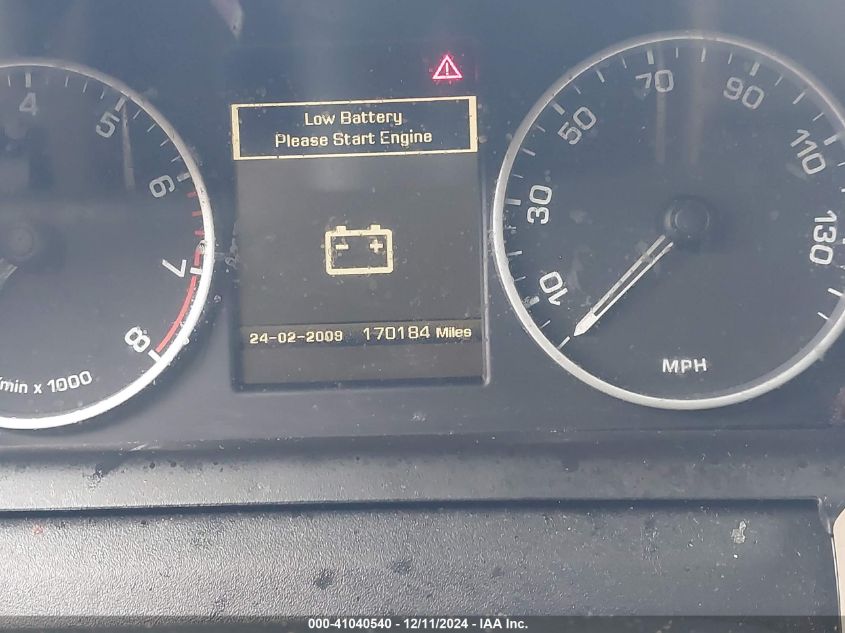 4
5
6
7
8
/min x 1000
Low Battery
Please Start Engine
- +
24-02-2009 170184 Miles
10
30
50
70
90
110
130
MPH
000-41040540 - 12/11/2024 - IAA Inc.